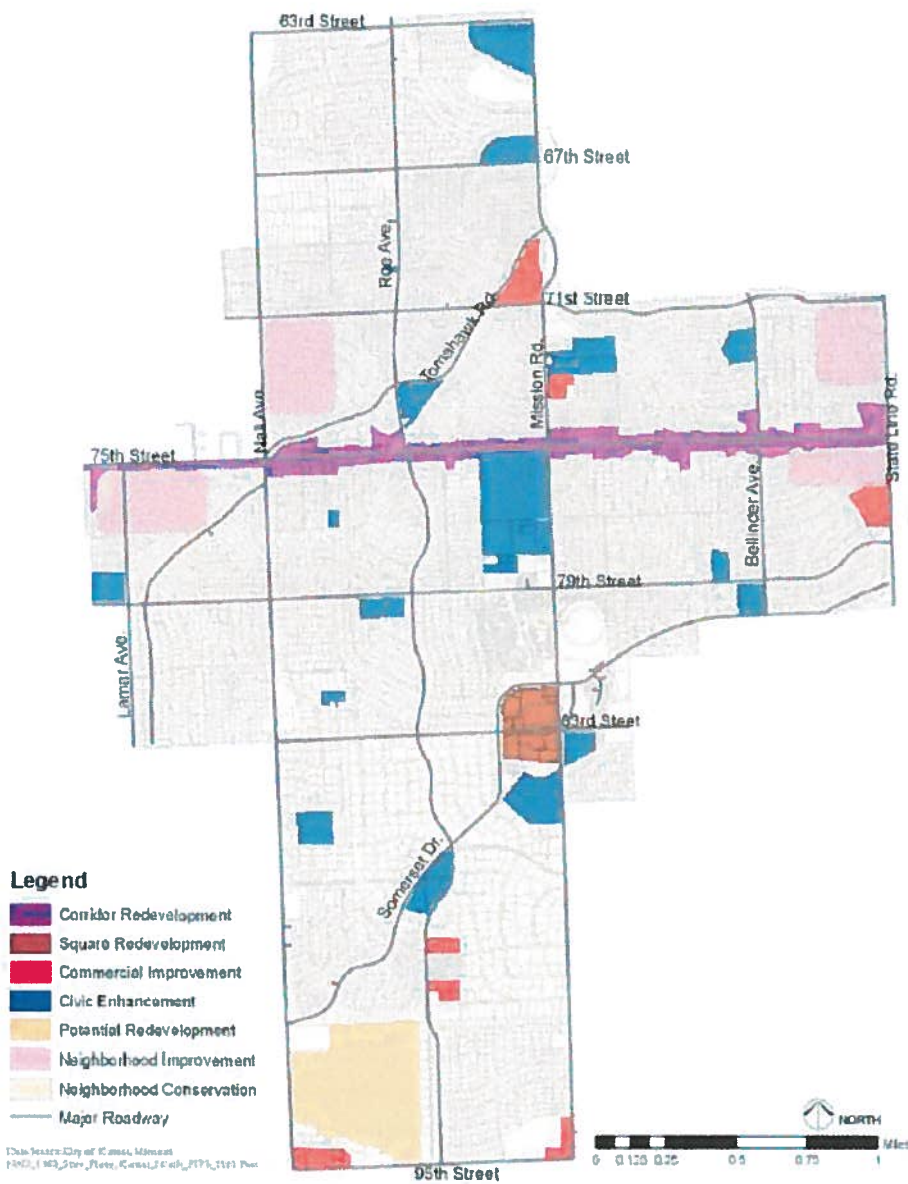 63rd Street
67th Street
Roe Ave.
Tomahawk Rd.
71st Street
Mission Rd.
Nall Ave.
State Line Rd.
75th Street
Belinder Ave.
79th Street
Lamar Ave.
83rd Steet
Somerset Dr.
Legend
Corridor Redevelopment
Square Redevelopment
Commercial Improvement
Civic Enhancement
Potential Redevelopment
Neighborhood Improvement
Neighborhood Conservation
Major Roadway
NORTH
Miles
0 0.125 0.25 0.5 0.75 1
95th Street